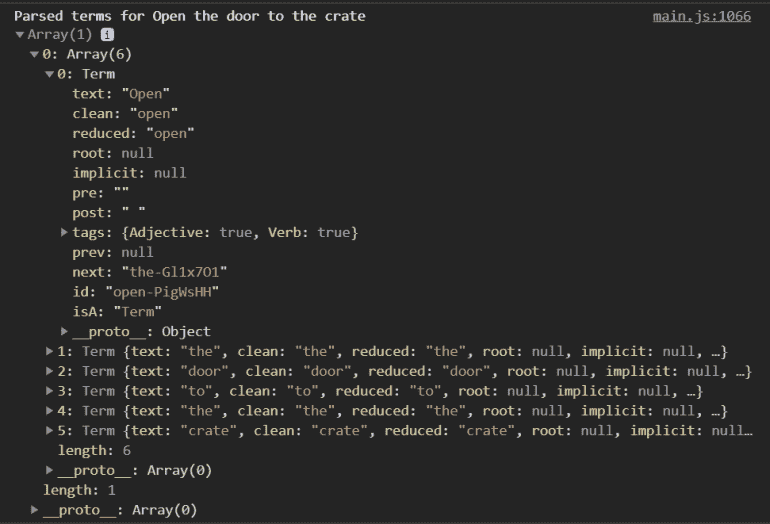 Parsed terms for Open the door to the crate main.js:1066
▼Array(1) i
▼0: Array(6)
▼0: Term
text: "Open"
clean: "open"
reduced: "open"
root: null
implicit: null
pre: ""
post: " "
▶tags: {Adjective: true, Verb: true}
prev: null
next: "the-Gl1x7O1"
id: "open-PigWsHH"
isA: "Term"
▶__proto__: Object
▶1: Term {text: "the", clean: "the", reduced: "the", root: null, implicit: null, …}
▶2: Term {text: "door", clean: "door", reduced: "door", root: null, implicit: null, …}
▶3: Term {text: "to", clean: "to", reduced: "to", root: null, implicit: null, …}
▶4: Term {text: "the", clean: "the", reduced: "the", root: null, implicit: null, …}
▶5: Term {text: "crate", clean: "crate", reduced: "crate", root: null, implicit: null…
length: 6
▶__proto__: Array(0)
length: 1
▶__proto__: Array(0)